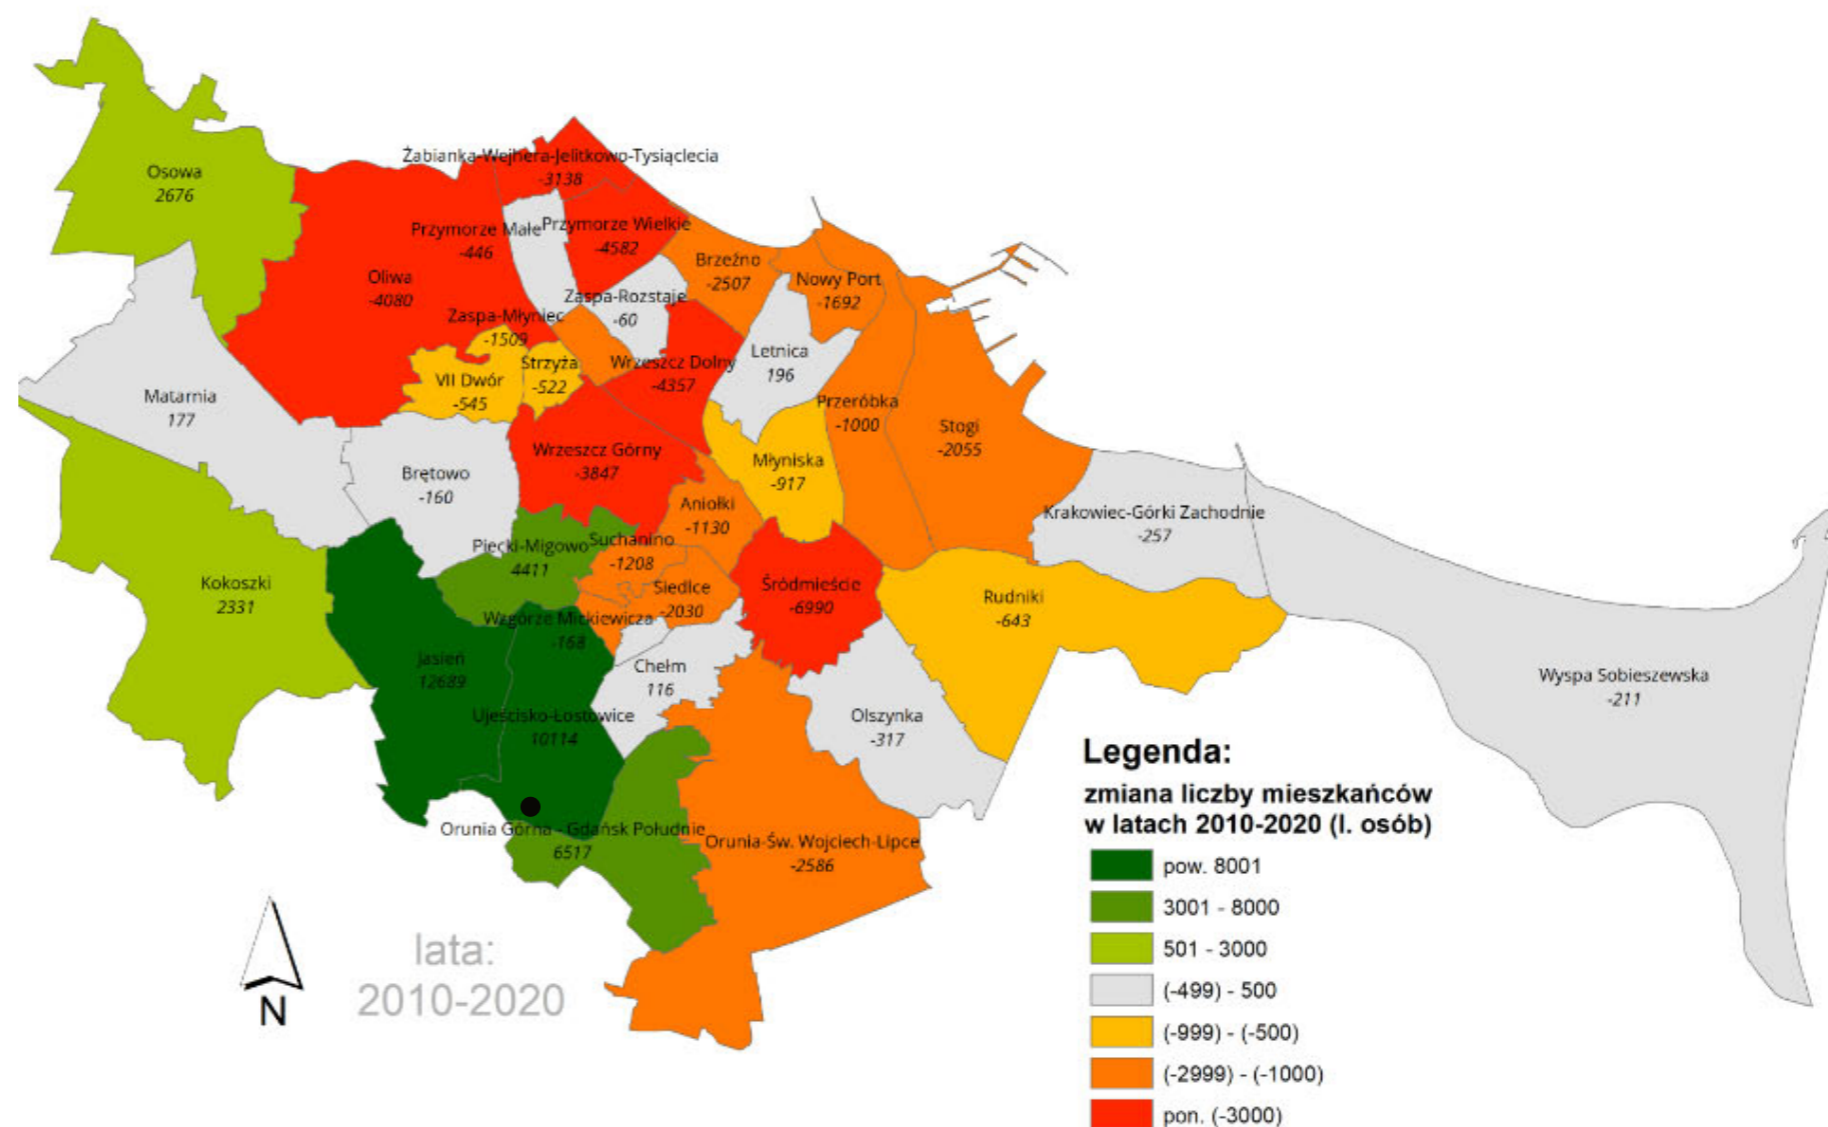 Żabianka-Wejhera-Jelitkowo-Tysiąclecia
-3138
Osowa
2676
Przymorze Małe
-446
Przymorze Wielkie
-4582
Oliwa
-4080
Brzeźno
-2507
Nowy Port
-1692
Zaspa-Rozstaje
-60
Zaspa-Młyniec
-1509
Strzyża
-522
Wrzeszcz Dolny
-4357
Letnica
196
VII Dwór
-545
Matarnia
177
Przeróbka
-1000
Stogi
-2055
Wrzeszcz Górny
-3847
Młyniska
-917
Brętowo
-160
Aniołki
-1130
Krakowiec-Górki Zachodnie
-257
Piecki-Migowo
4411
Suchanino
-1208
Siedlce
-2030
Śródmieście
-6990
Kokoszki
2331
Rudniki
-643
Wzgórze Mickiewicza
-168
Jasień
12689
Chełm
116
Wyspa Sobieszewska
-211
Ujeścisko-Łostowice
10114
Olszynka
-317
Orunia Górna - Gdańsk Południe
6517
Orunia-Św. Wojciech-Lipce
-2586
N
lata:
2010-2020
Legenda:
zmiana liczby mieszkańców
w latach 2010-2020 (l. osób)
pow. 8001
3001 - 8000
501 - 3000
(-499) - 500
(-999) - (-500)
(-2999) - (-1000)
pon. (-3000)